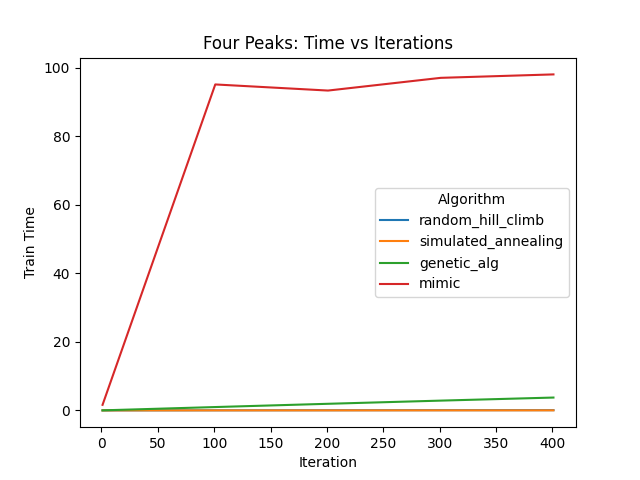 Four Peaks: Time vs Iterations
100
80
60
40
20
0
Train Time
Algorithm
random_hill_climb
simulated_annealing
genetic_alg
mimic
0 50 100 150 200 250 300 350 400
Iteration